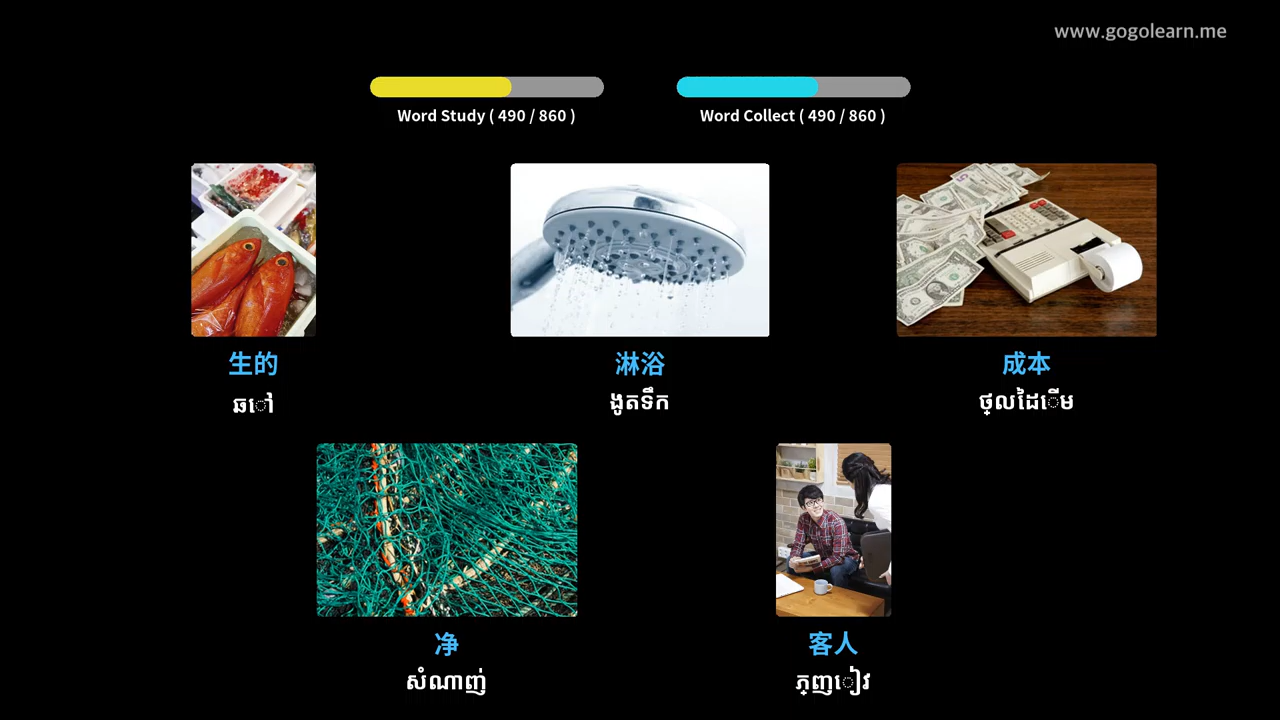 www.gogolearn.me
Word Study ( 490 / 860 )
Word Collect ( 490 / 860 )
生的
ឆៅ
淋浴
ងូតទឹក
成本
ថ្លៃដើម
净
សំណាញ់
客人
ភ្ញៀវ